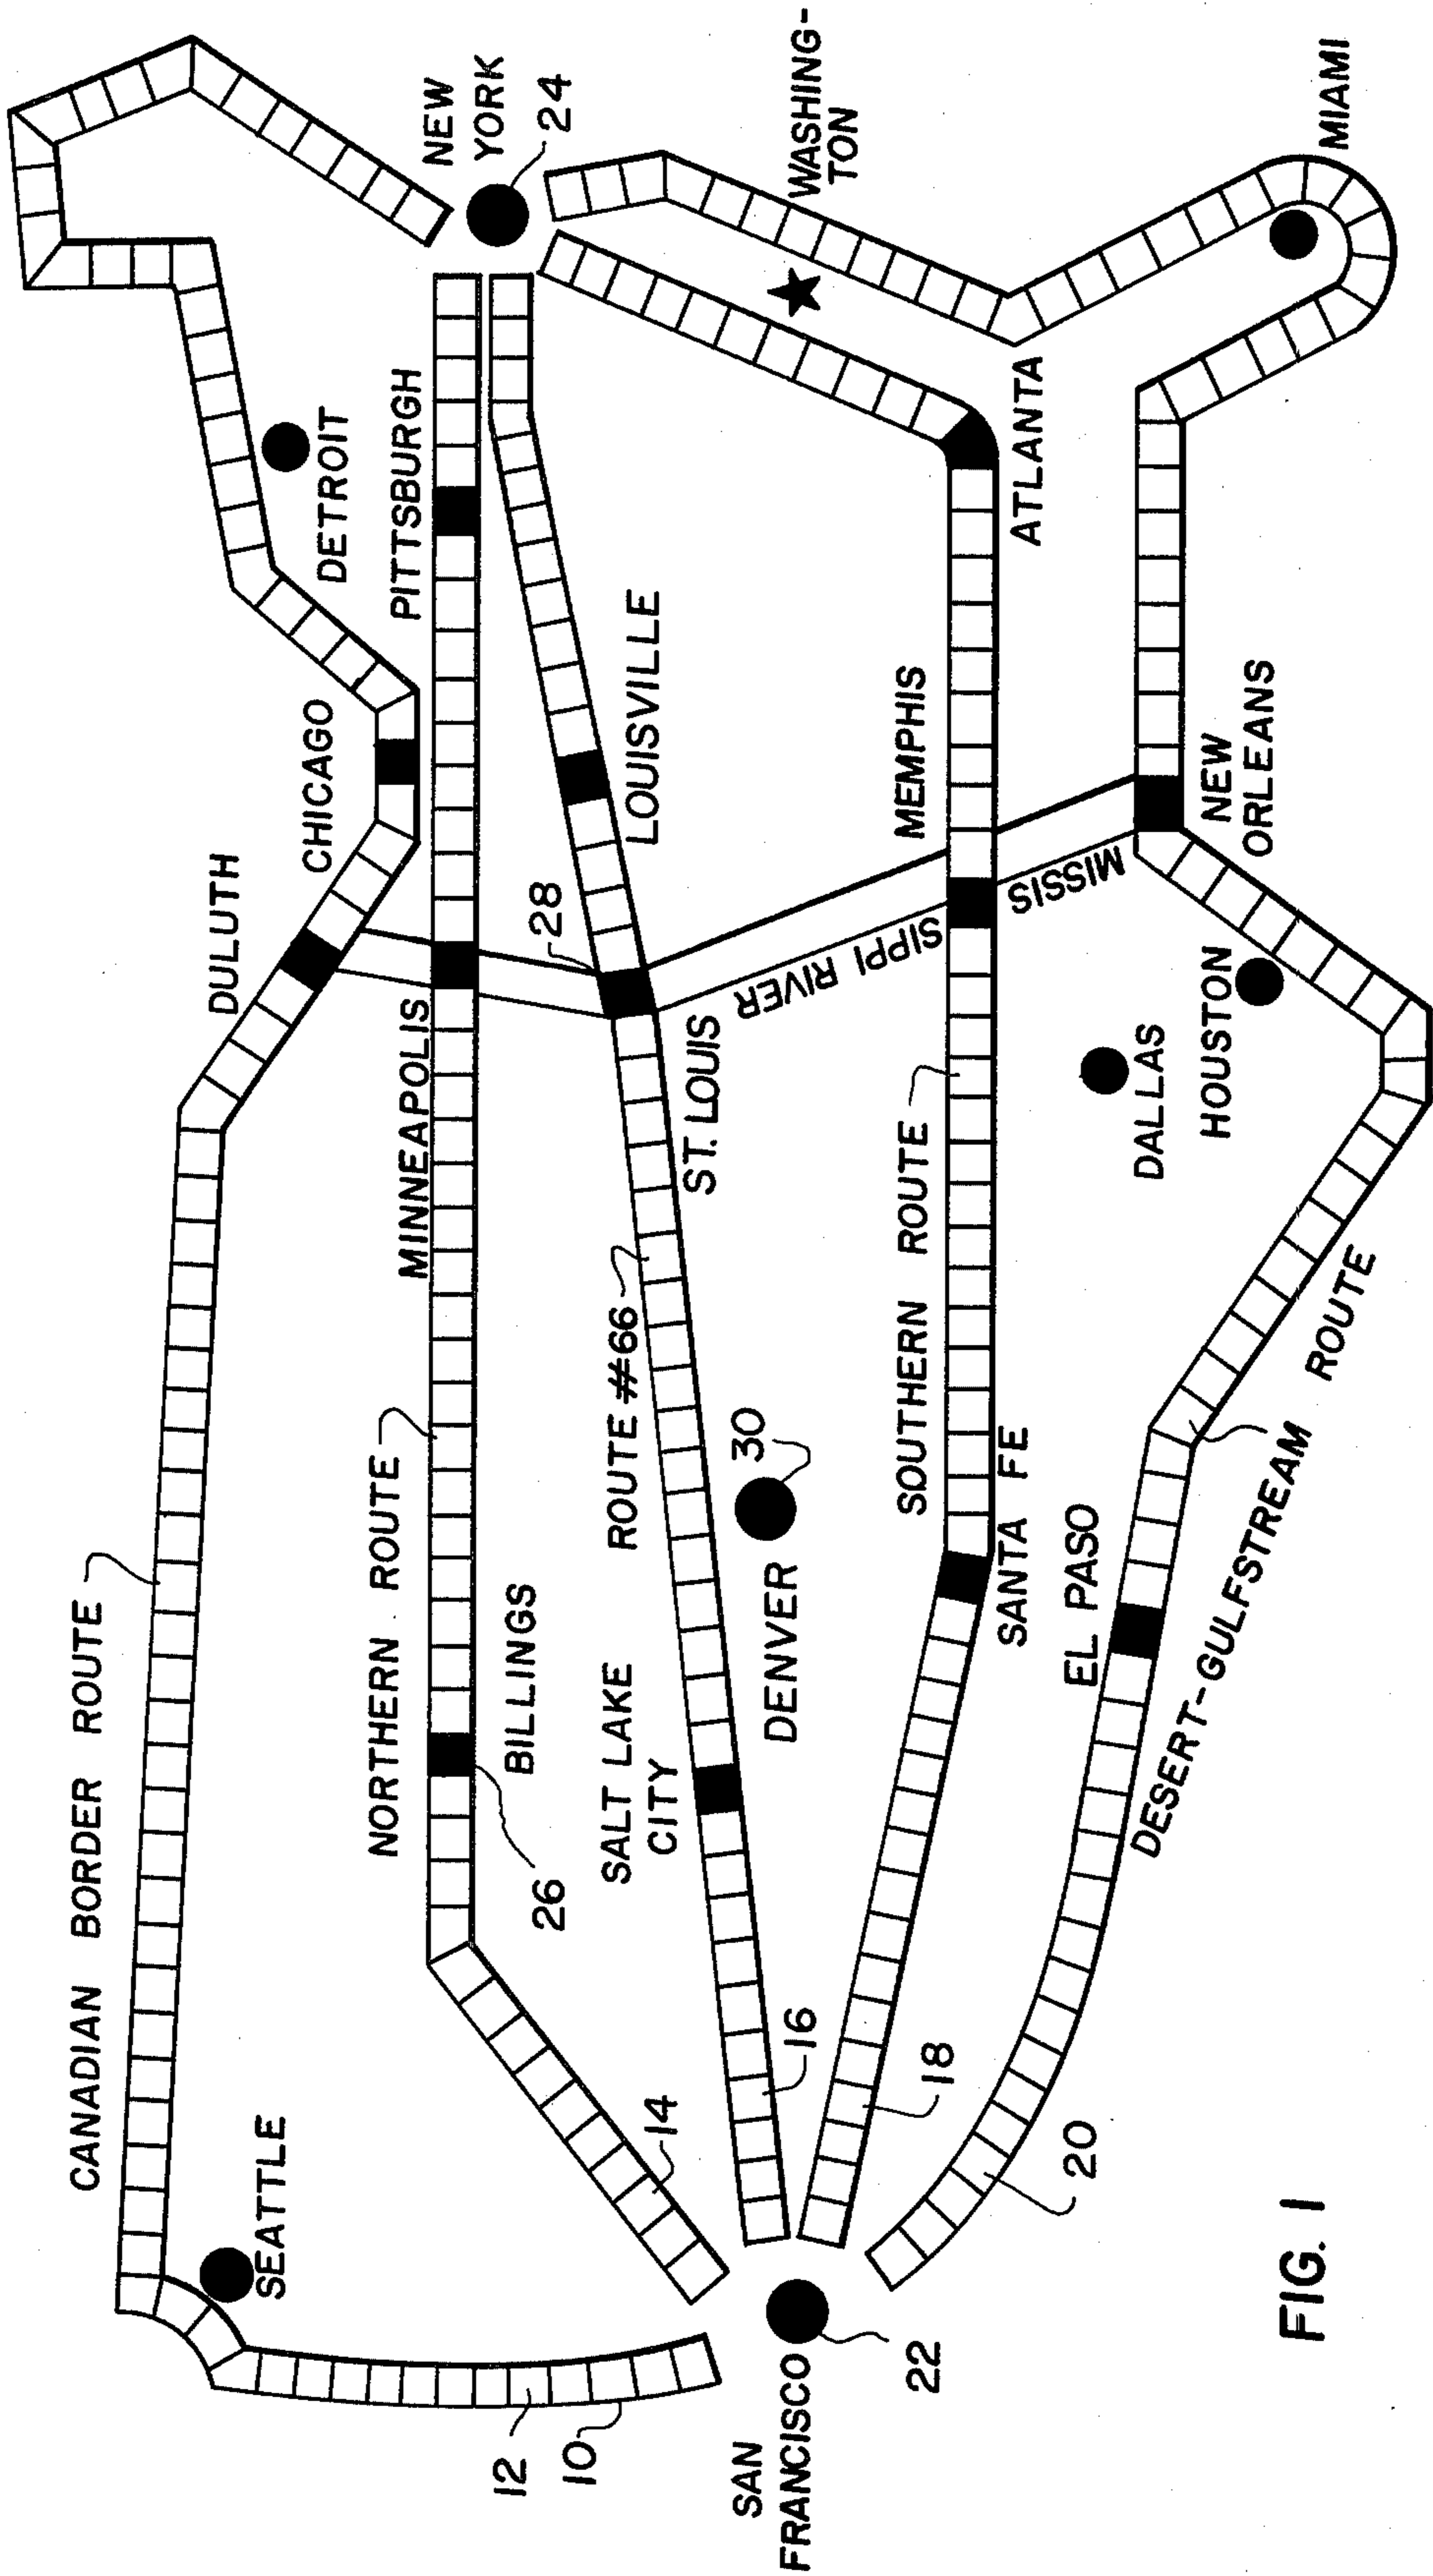 CANADIAN BORDER ROUTE
SEATTLE
DULUTH
CHICAGO
DETROIT
NORTHERN ROUTE
MINNEAPOLIS
PITTSBURGH
NEW
YORK
24
BILLINGS
26
14
12
10
SALT LAKE
CITY
ROUTE #66
28
LOUISVILLE
ST. LOUIS
DENVER
30
16
SAN
FRANCISCO
22
18
SOUTHERN ROUTE
SANTA FE
MEMPHIS
ATLANTA
WASHING-
TON
MISSIS
SIPPI RIVER
20
EL PASO
DESERT-GULFSTREAM ROUTE
DALLAS
HOUSTON
NEW
ORLEANS
MIAMI
FIG. 1